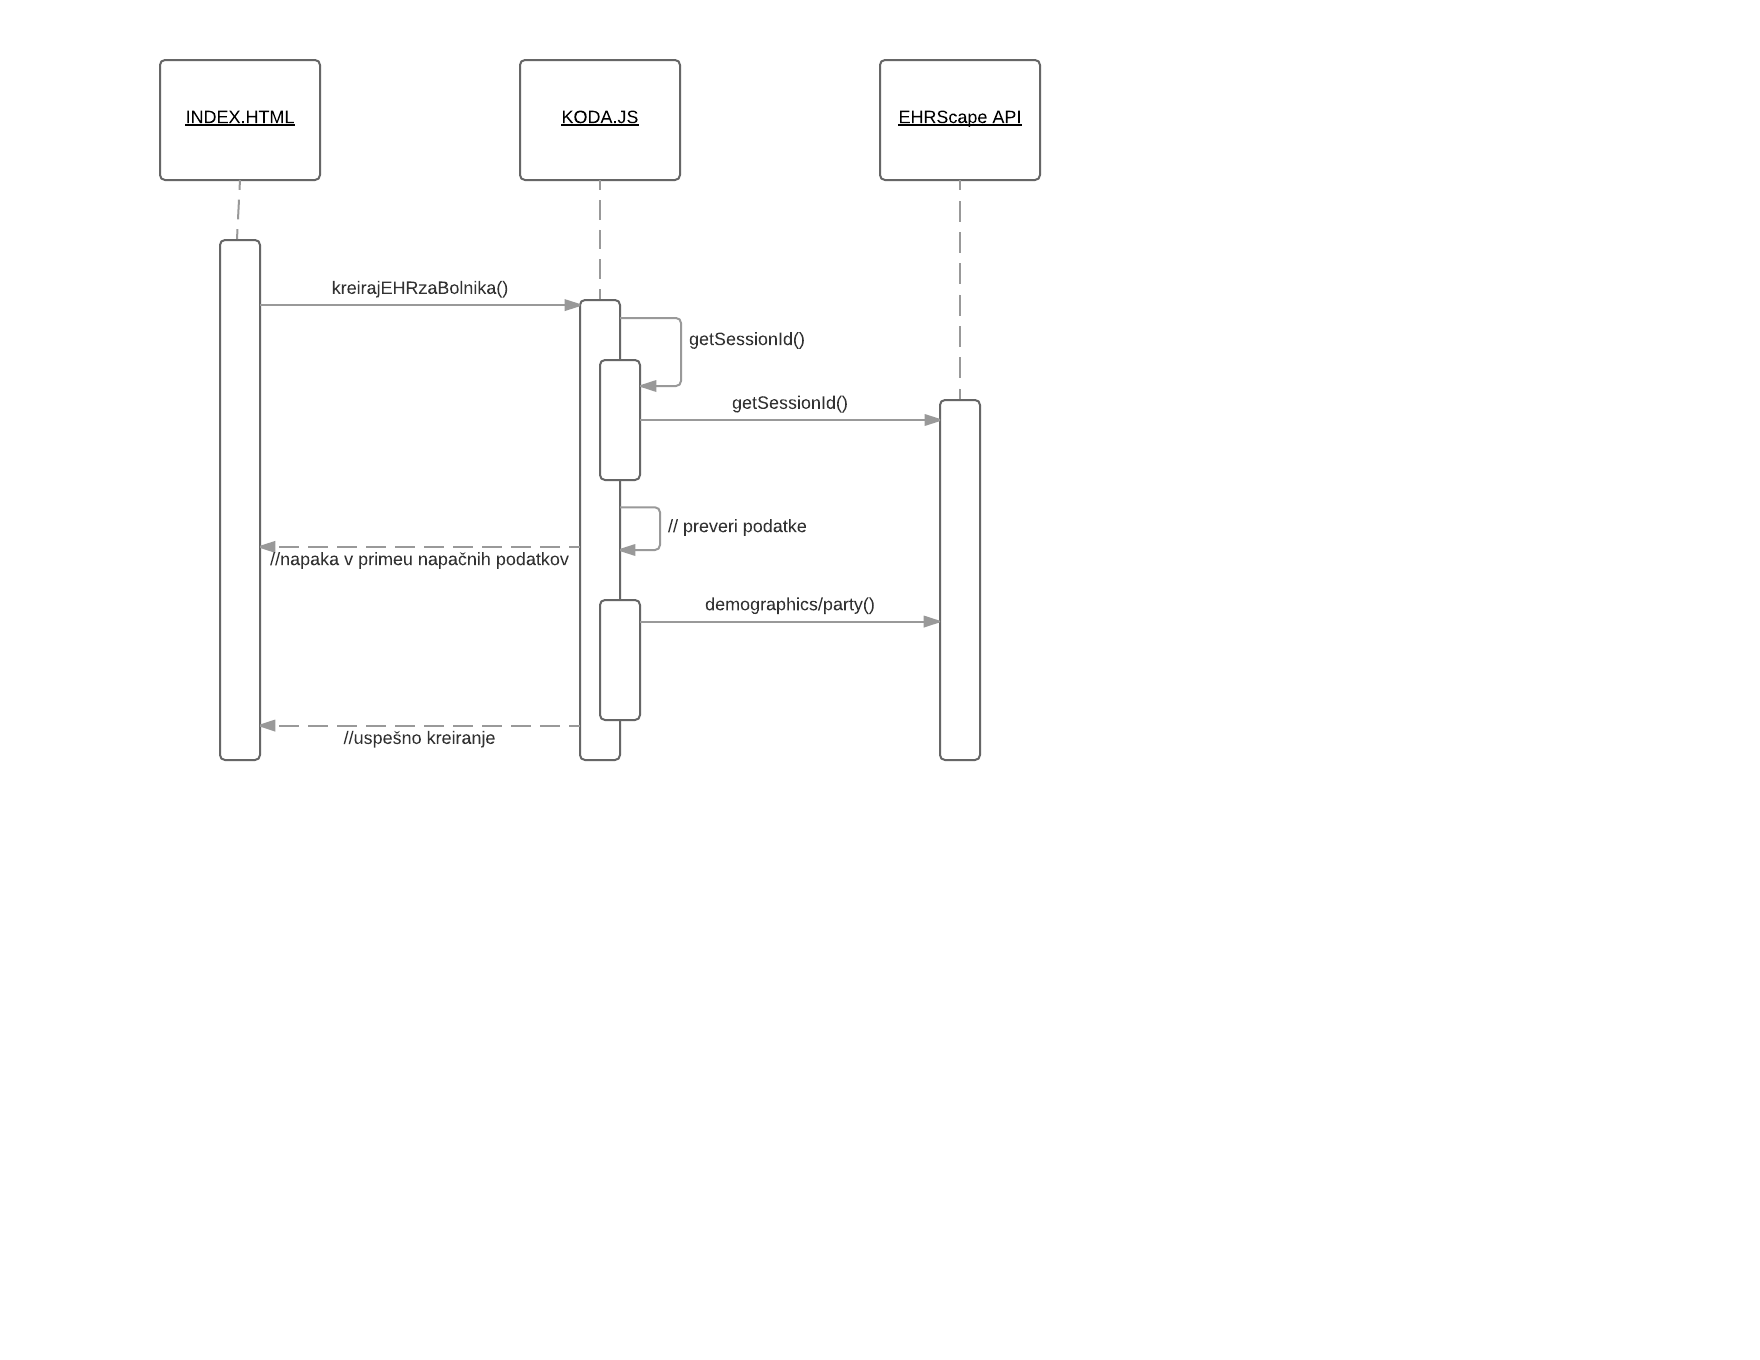 INDEX.HTML
KODA.JS
EHRScape API
kreirajEHRzaBolnika()
getSessionId()
getSessionId()
// preveri podatke
//napaka v primeu napačnih podatkov
demographics/party()
//uspešno kreiranje